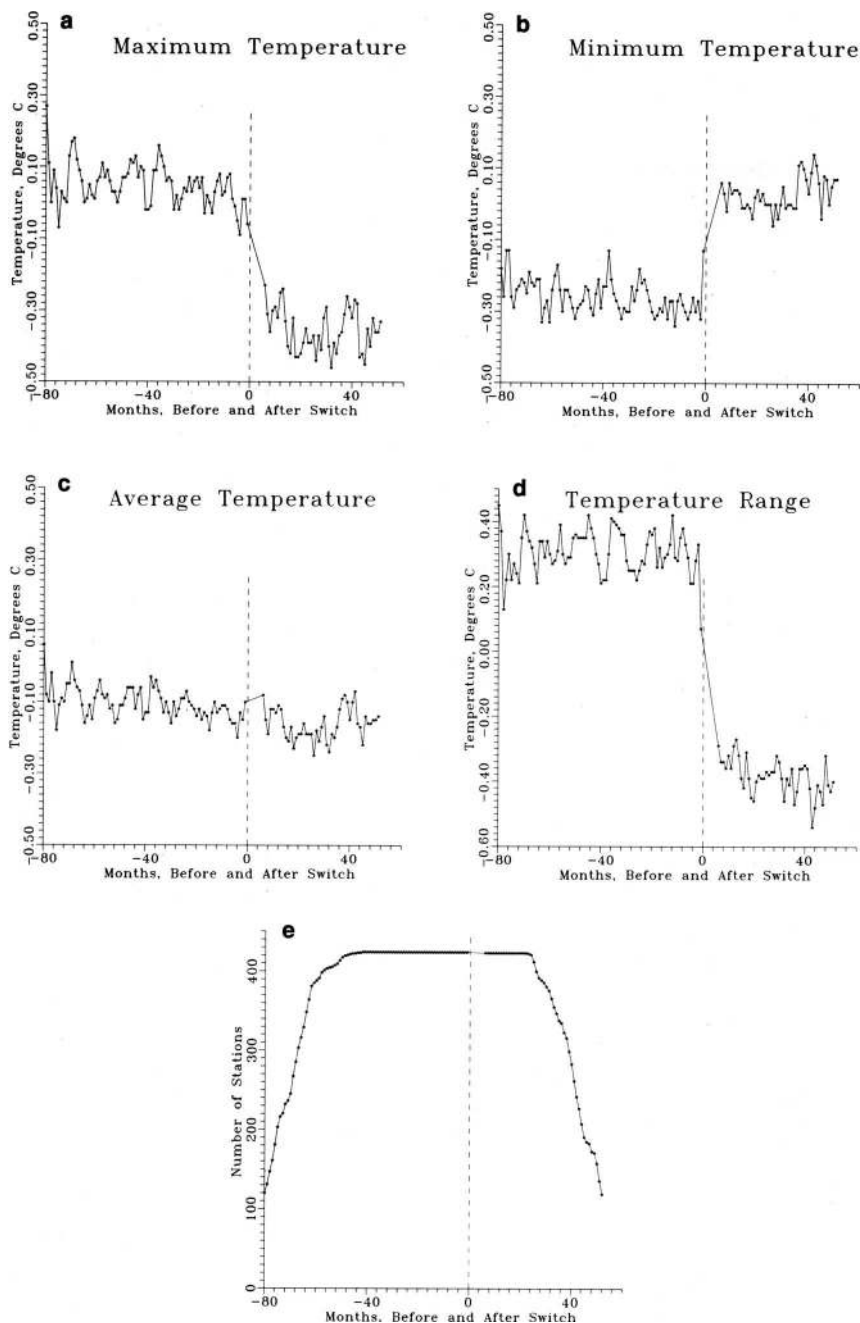 a
Maximum Temperature
Temperature, Degrees C
0.50
0.30
0.10
−0.10
−0.30
−0.50
−80
−40
0
40
Months, Before and After Switch
b
Minimum Temperature
Temperature, Degrees C
0.50
0.30
0.10
−0.10
−0.30
−0.50
−80
−40
0
40
Months, Before and After Switch
c
Average Temperature
Temperature, Degrees C
0.50
0.30
0.10
−0.10
−0.30
−0.50
−80
−40
0
40
Months, Before and After Switch
d
Temperature Range
Temperature, Degrees C
0.40
0.20
0.00
−0.20
−0.40
−0.60
−80
−40
0
40
Months, Before and After Switch
e
Number of Stations
400
300
200
100
0
−80
−40
0
40
Months, Before and After Switch